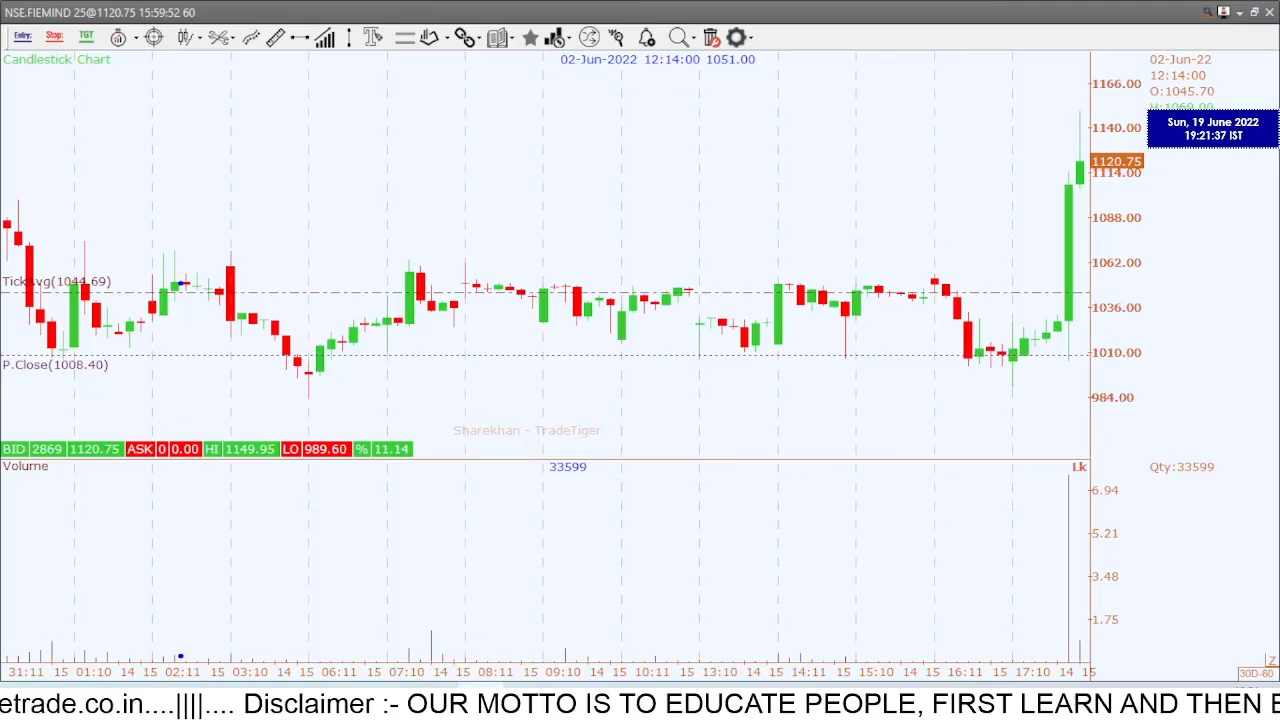 NSE.FIEMIND 25@1120.75 15:59:52 60
Entry: Stop: TGT
Candlestick Chart
02-Jun-2022 12:14:00 1051.00
02-Jun-22
12:14:00
O:1045.70
H:1060.00
Sun, 19 June 2022
19:21:37 IST
1166.00
1140.00
1120.75
1114.00
1088.00
1062.00
1036.00
1010.00
984.00
TickAvg(1044.69)
P.Close(1008.40)
Sharekhan - TradeTiger
BID 2869 1120.75 ASK 0 0.00 HI 1149.95 LO 989.60 % 11.14
Volume
33599
Lk
Qty:33599
6.94
5.21
3.48
1.75
31:11 15 01:10 14 15 02:11 15 03:10 14 15 06:11 15 07:10 14 15 08:11 15 09:10 14 15 10:11 15 13:10 14 15 14:11 15 15:10 14 15 16:11 15 17:10 14 15
Z
30D-60
etrade.co.in....||||.... Disclaimer :- OUR MOTTO IS TO EDUCATE PEOPLE, FIRST LEARN AND THEN